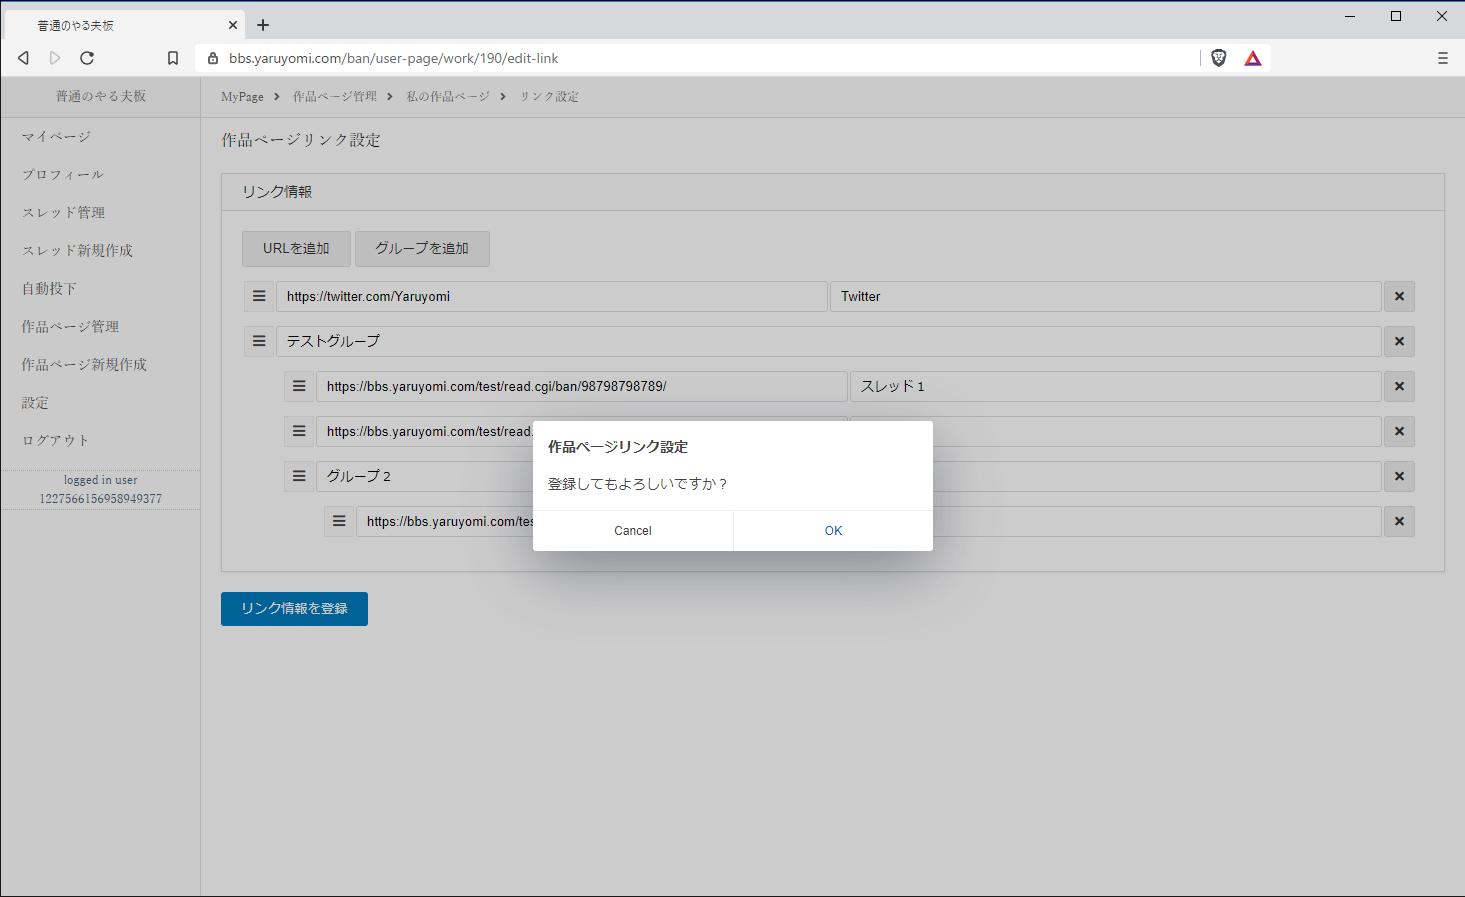 普通のやる夫板
bbs.yaruyomi.com/ban/user-page/work/190/edit-link
普通のやる夫板
MyPage 作品ページ管理 私の作品ページ リンク設定
マイページ
プロフィール
スレッド管理
スレッド新規作成
自動投下
作品ページ管理
作品ページ新規作成
設定
ログアウト
logged in user
1227566156958949377
作品ページリンク設定
リンク情報
URLを追加 グループを追加
https://twitter.com/Yaruyomi Twitter
テストグループ
https://bbs.yaruyomi.com/test/read.cgi/ban/98798798789/ スレッド１
https://bbs.yaruyomi.com/test/read.
グループ２
https://bbs.yaruyomi.com/tes
作品ページリンク設定
登録してもよろしいですか？
Cancel OK
リンク情報を登録